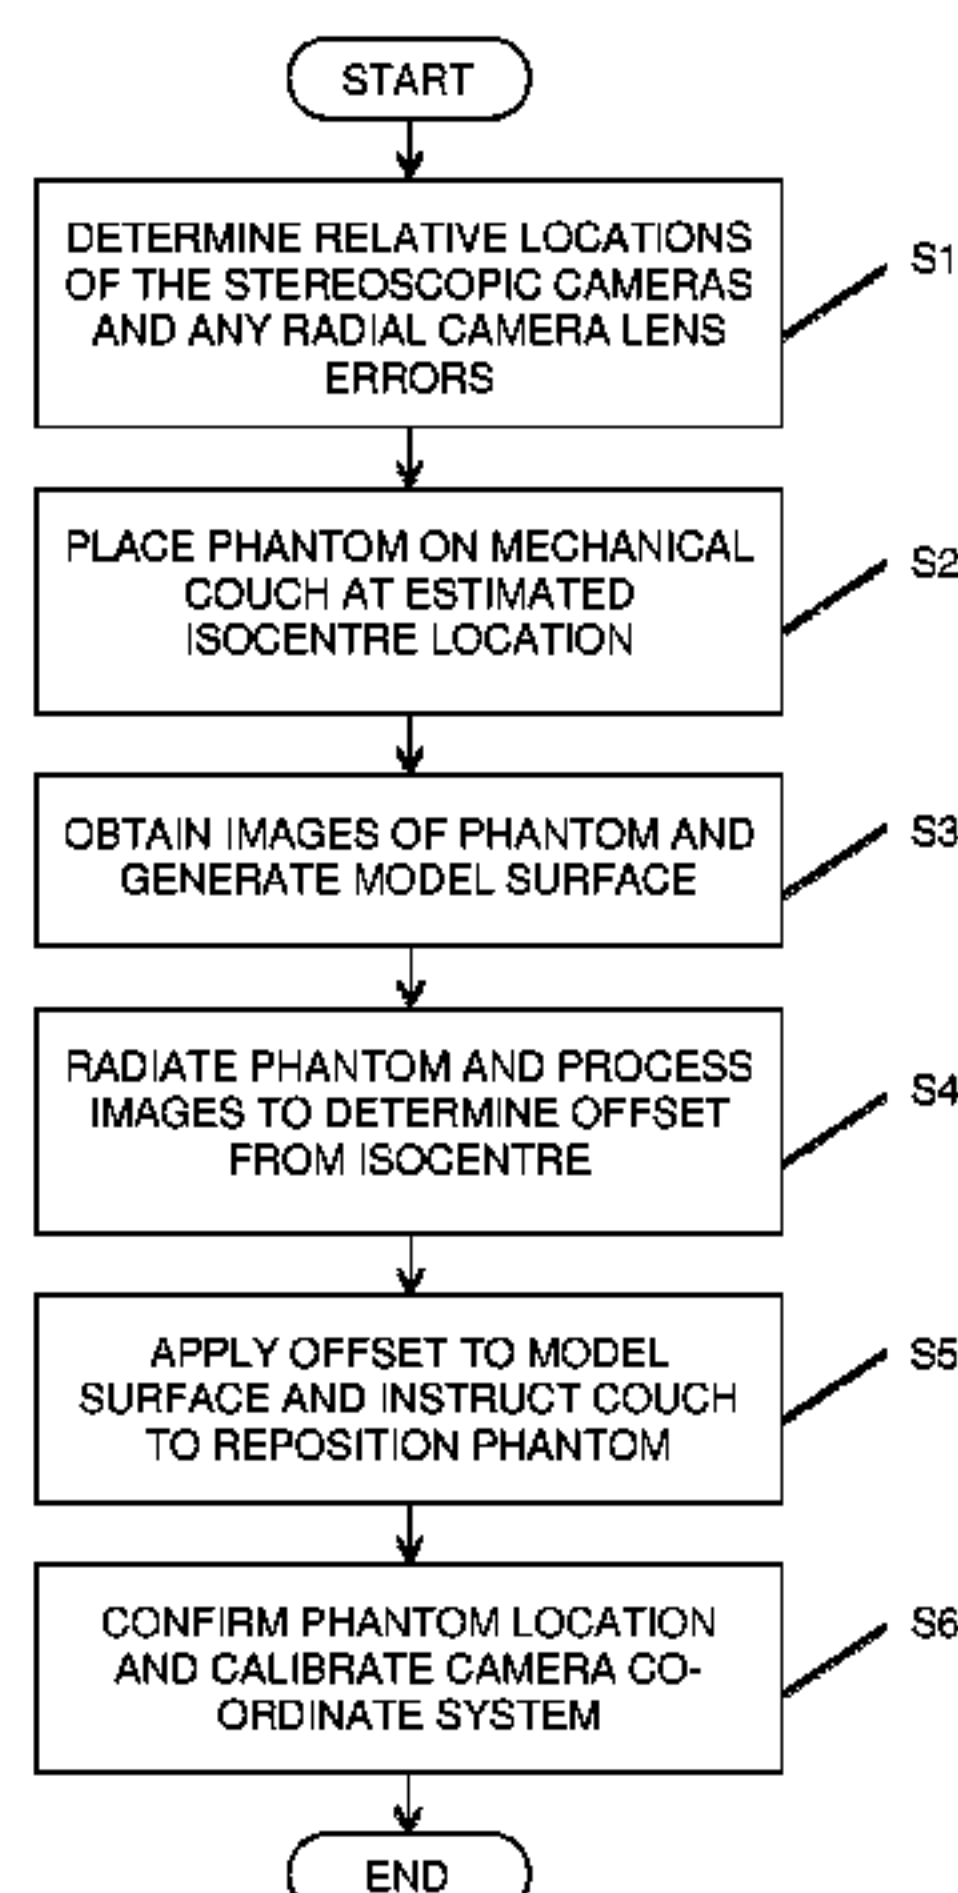 START
DETERMINE RELATIVE LOCATIONS
OF THE STEREOSCOPIC CAMERAS
AND ANY RADIAL CAMERA LENS
ERRORS
S1
PLACE PHANTOM ON MECHANICAL
COUCH AT ESTIMATED
ISOCENTRE LOCATION
S2
OBTAIN IMAGES OF PHANTOM AND
GENERATE MODEL SURFACE
S3
RADIATE PHANTOM AND PROCESS
IMAGES TO DETERMINE OFFSET
FROM ISOCENTRE
S4
APPLY OFFSET TO MODEL
SURFACE AND INSTRUCT COUCH
TO REPOSITION PHANTOM
S5
CONFIRM PHANTOM LOCATION
AND CALIBRATE CAMERA CO-
ORDINATE SYSTEM
S6
END